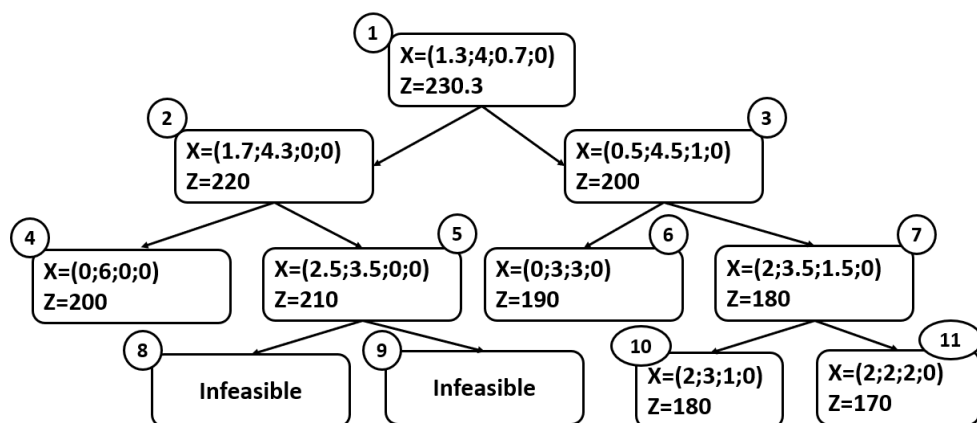 1
X=(1.3;4;0.7;0)
Z=230.3
2
X=(1.7;4.3;0;0)
Z=220
3
X=(0.5;4.5;1;0)
Z=200
4
X=(0;6;0;0)
Z=200
5
X=(2.5;3.5;0;0)
Z=210
6
X=(0;3;3;0)
Z=190
7
X=(2;3.5;1.5;0)
Z=180
8
Infeasible
9
Infeasible
10
X=(2;3;1;0)
Z=180
11
X=(2;2;2;0)
Z=170